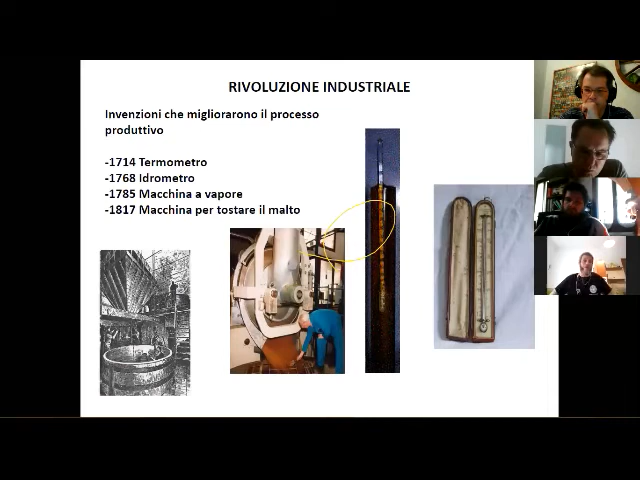 RIVOLUZIONE INDUSTRIALE
Invenzioni che migliorarono il processo
produttivo
-1714 Termometro
-1768 Idrometro
-1785 Macchina a vapore
-1817 Macchina per tostare il malto